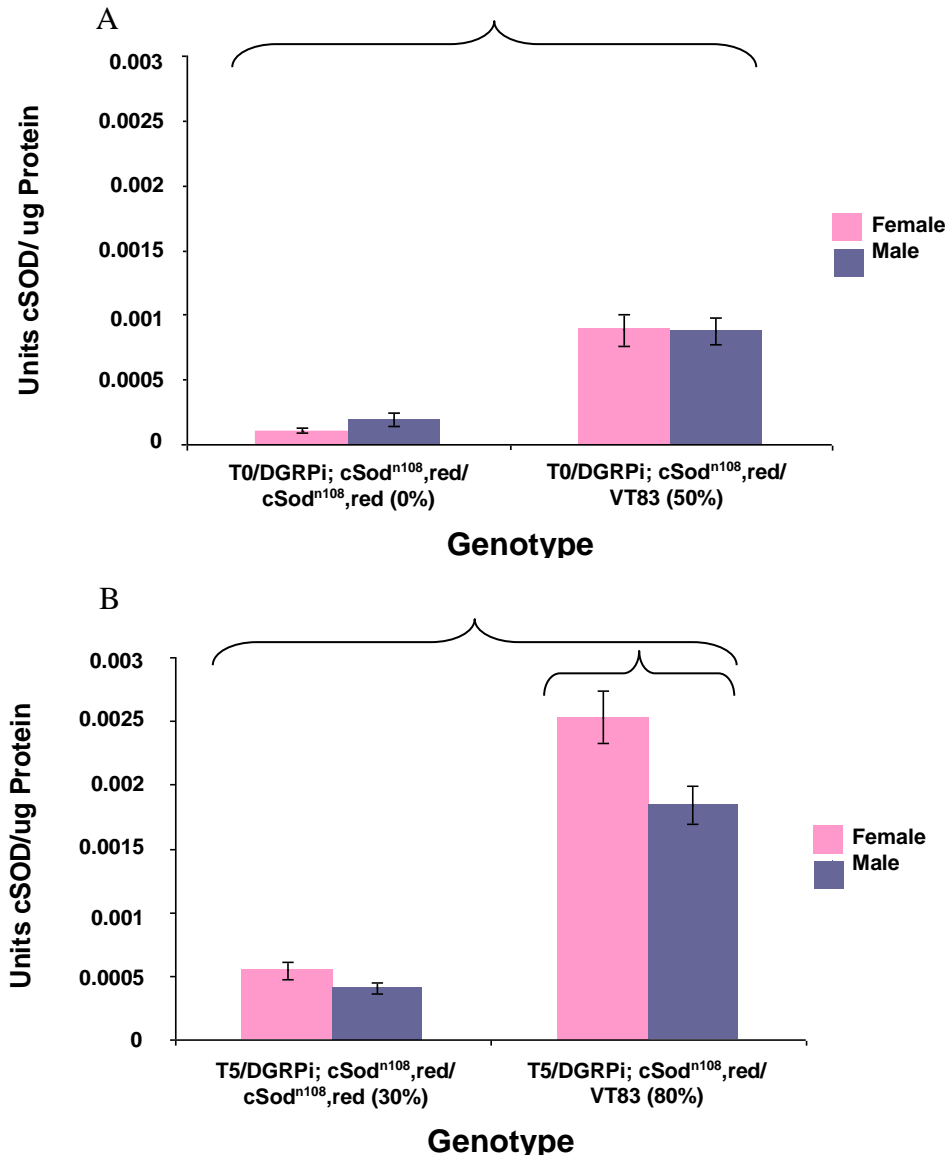 A
Units cSOD/ ug Protein
0.003
0.0025
0.002
0.0015
0.001
0.0005
0
Female
Male
T0/DGRPi; cSodⁿ¹⁰⁸,red/
cSodⁿ¹⁰⁸,red (0%)
T0/DGRPi; cSodⁿ¹⁰⁸,red/
VT83 (50%)
Genotype
B
Units cSOD/ug Protein
0.003
0.0025
0.002
0.0015
0.001
0.0005
0
Female
Male
T5/DGRPi; cSodⁿ¹⁰⁸,red/
cSodⁿ¹⁰⁸,red (30%)
T5/DGRPi; cSodⁿ¹⁰⁸,red/
VT83 (80%)
Genotype